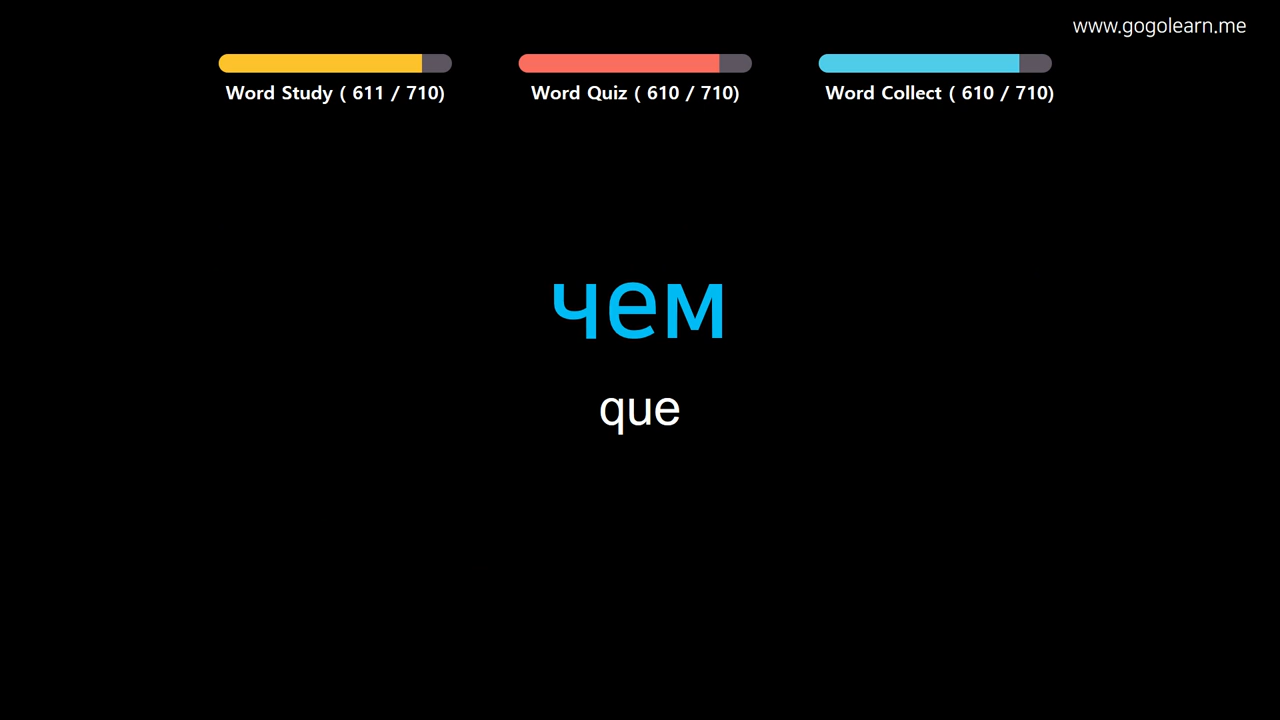 www.gogolearn.me
Word Study ( 611 / 710)
Word Quiz ( 610 / 710)
Word Collect ( 610 / 710)
чем
que